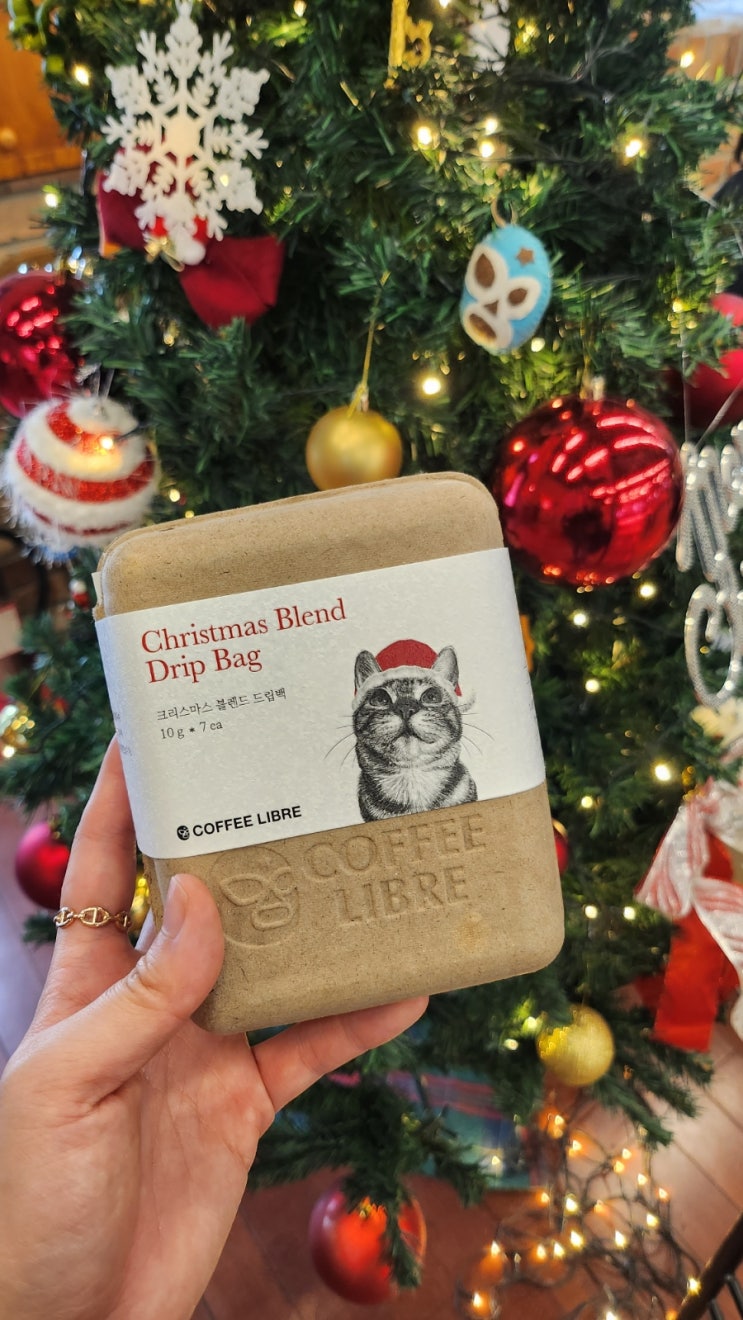 Christmas Blend
Drip Bag
크리스마스 블렌드 드립백
10 g * 7 ea
COFFEE LIBRE
COFFEE
LIBRE